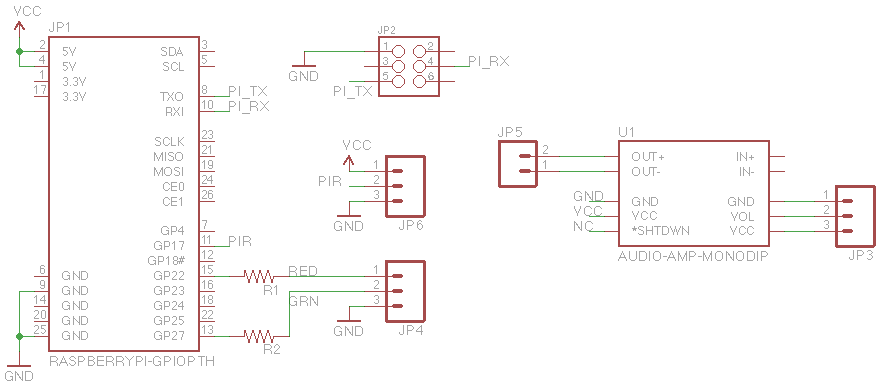 VCC
JP1
2 5V SDA 3
4 5V SCL 5
1 3.3V
17 3.3V TXO 8 PI_TX
RXI 10 PI_RX
SCLK 23
MISO 21
MOSI 19
CE0 24
CE1 26
GP4 7
GP17 11 PIR
GP18# 12
6 GND GP22 15
9 GND GP23 16
14 GND GP24 18
20 GND GP25 22
25 GND GP27 13
RASPBERRYPI-GPIOPTH
GND
R1
R2
RED
GRN
JP2
1 2
3 4 PI_RX
5 6
PI_TX
GND
VCC
1
PIR 2
3
GND
JP6
1
2
3
GND
JP4
JP5
2
1
U1
OUT+ IN+
OUT- IN-
GND GND GND 1
VCC VCC VOL 2
NC *SHTDWN VCC 3
AUDIO-AMP-MONODIP
JP3